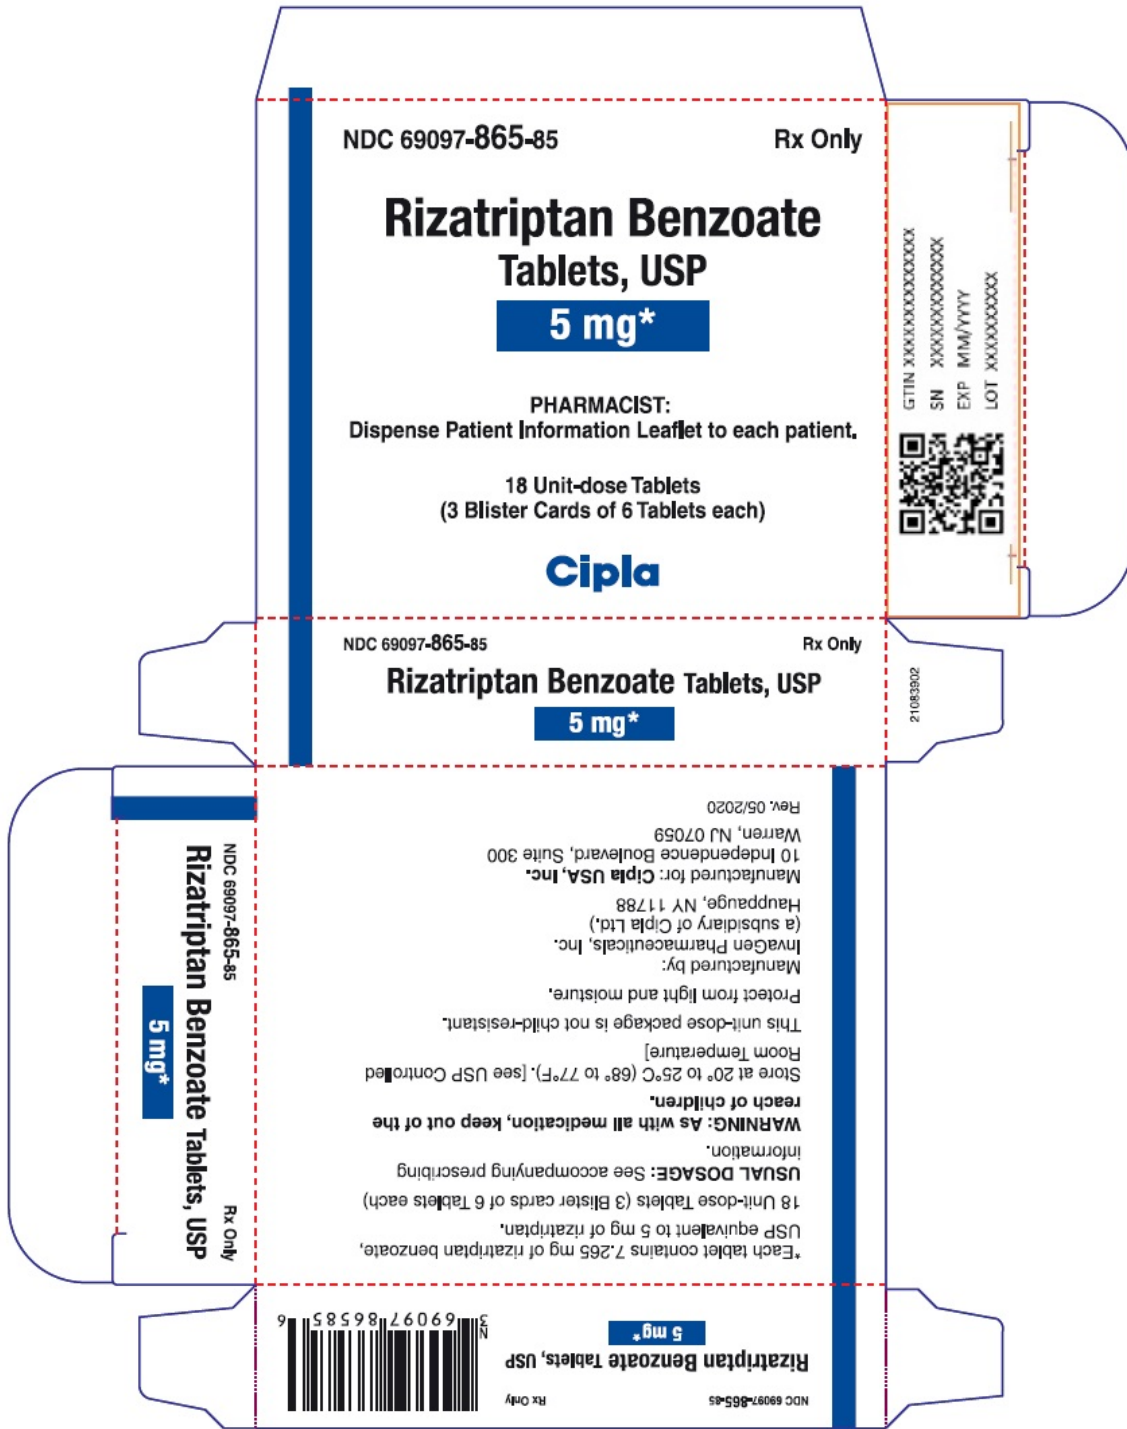 NDC 69097-865-85 Rx Only
Rizatriptan Benzoate
Tablets, USP
5 mg*
PHARMACIST:
Dispense Patient Information Leaflet to each patient.
18 Unit-dose Tablets
(3 Blister Cards of 6 Tablets each)
Cipla
GTIN XXXXXXXXXXXXXX
SN XXXXXXXXXXXX
EXP MM/YYYY
LOT XXXXXXXXXX
NDC 69097-865-85 Rx Only
Rizatriptan Benzoate Tablets, USP
5 mg*
21083902
NDC 69097-865-85 Rx Only
Rizatriptan Benzoate Tablets, USP
5 mg*
*Each tablet contains 7.265 mg of rizatriptan benzoate,
USP equivalent to 5 mg of rizatriptan.
18 Unit-dose Tablets (3 Blister cards of 6 Tablets each)
USUAL DOSAGE: See accompanying prescribing
information.
WARNING: As with all medication, keep out of the
reach of children.
Store at 20° to 25°C (68° to 77°F). [see USP Controlled
Room Temperature]
This unit-dose package is not child-resistant.
Protect from light and moisture.
Manufactured by:
InvaGen Pharmaceuticals, Inc.
(a subsidiary of Cipla Ltd.)
Hauppauge, NY 11788
Manufactured for: Cipla USA, Inc.
10 Independence Boulevard, Suite 300
Warren, NJ 07059
Rev. 05/2020
NDC 69097-865-85 Rx Only
Rizatriptan Benzoate Tablets, USP
5 mg*
N
3 69097 86585 6